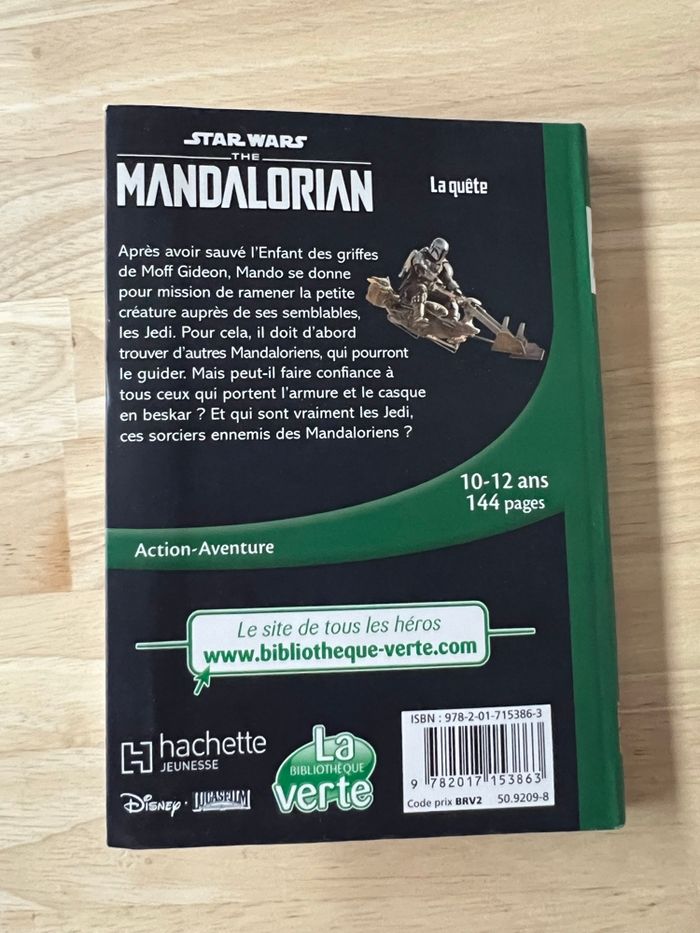 STAR WARS
THE
MANDALORIAN
La quête
Après avoir sauvé l'Enfant des griffes
de Moff Gideon, Mando se donne
pour mission de ramener la petite
créature auprès de ses semblables,
les Jedi. Pour cela, il doit d'abord
trouver d'autres Mandaloriens, qui pourront
le guider. Mais peut-il faire confiance à
tous ceux qui portent l'armure et le casque
en beskar ? Et qui sont vraiment les Jedi,
ces sorciers ennemis des Mandaloriens ?
10-12 ans
144 pages
Action-Aventure
Le site de tous les héros
www.bibliotheque-verte.com
hachette
JEUNESSE
Disney · LUCASFILM
La
BIBLIOTHÈQUE
verte
ISBN : 978-2-01-715386-3
9 782017 153863
Code prix BRV2 50.9209-8